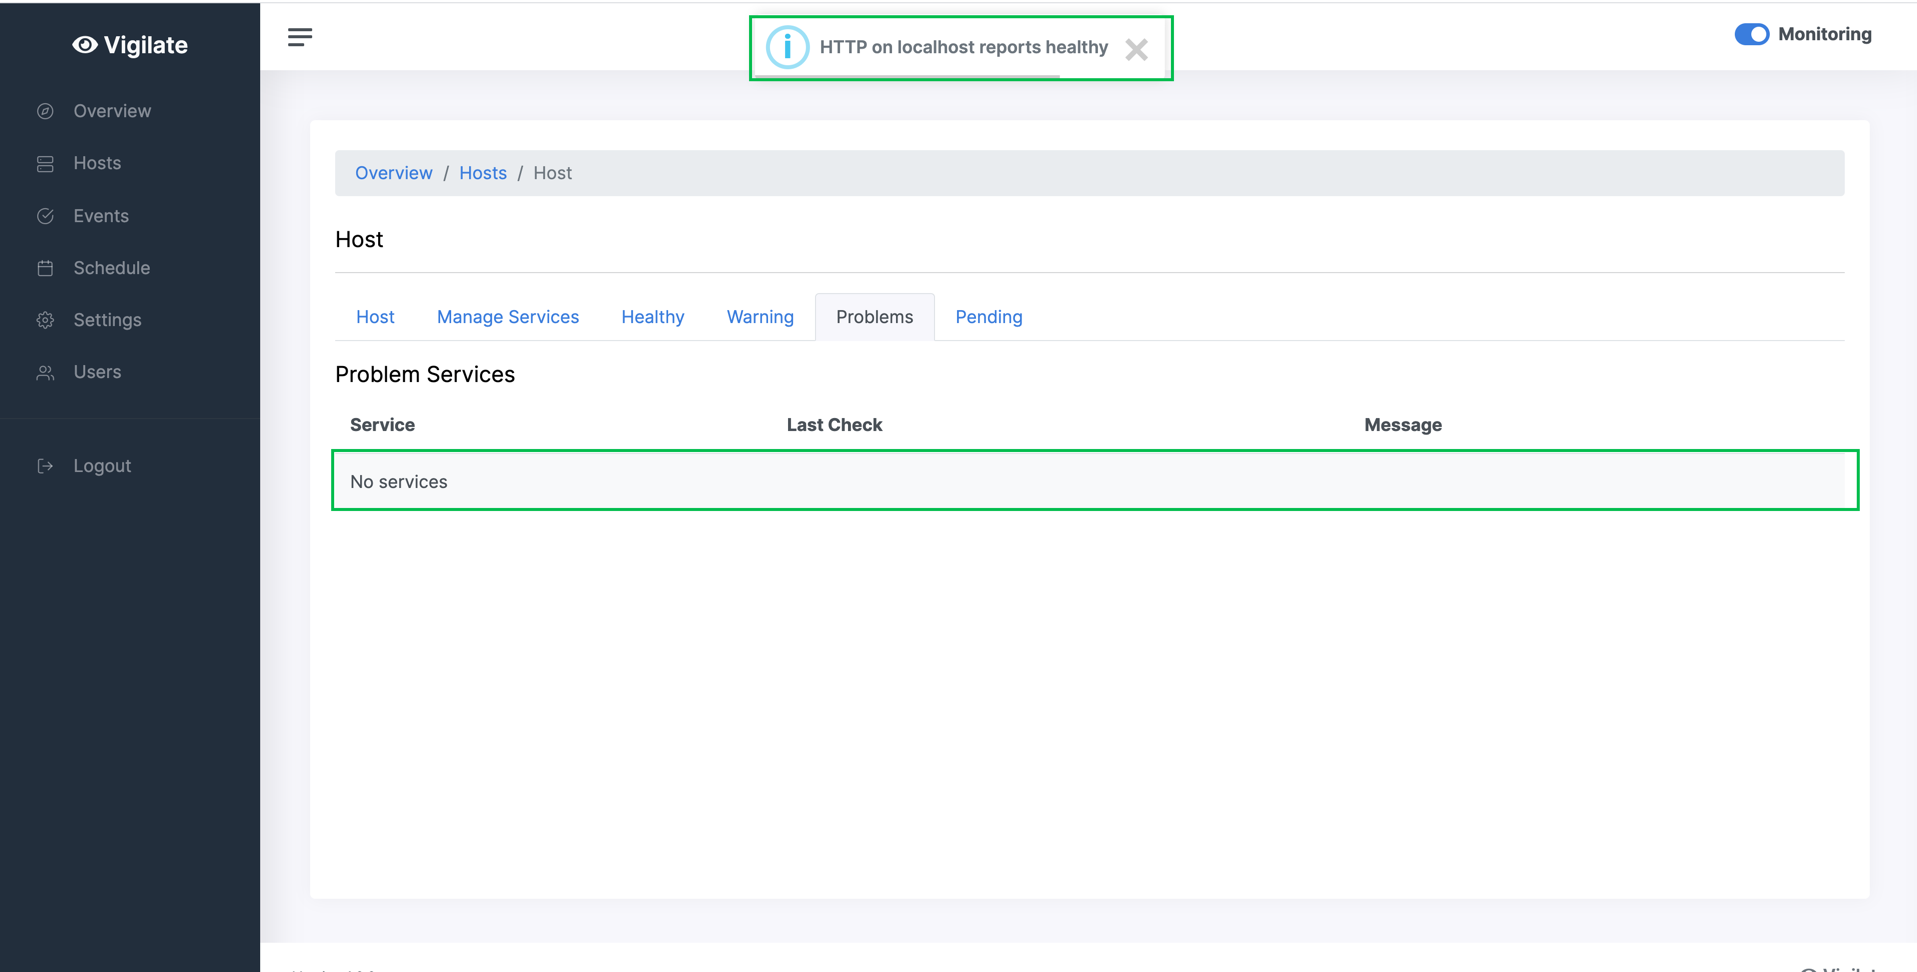 Vigilate
HTTP on localhost reports healthy
Monitoring
Overview
Hosts
Events
Schedule
Settings
Users
Logout
Overview / Hosts / Host
Host
Host Manage Services Healthy Warning Problems Pending
Problem Services
Service Last Check Message
No services